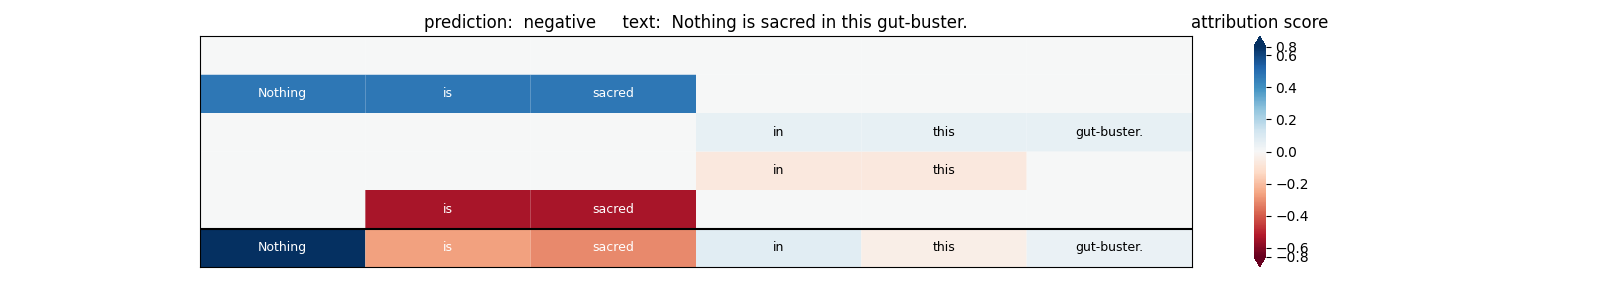 prediction:  negative     text:  Nothing is sacred in this gut-buster.
attribution score
Nothing is sacred
in this gut-buster.
in this
is sacred
Nothing is sacred in this gut-buster.
0.8
0.6
0.4
0.2
0.0
−0.2
−0.4
−0.6
−0.8